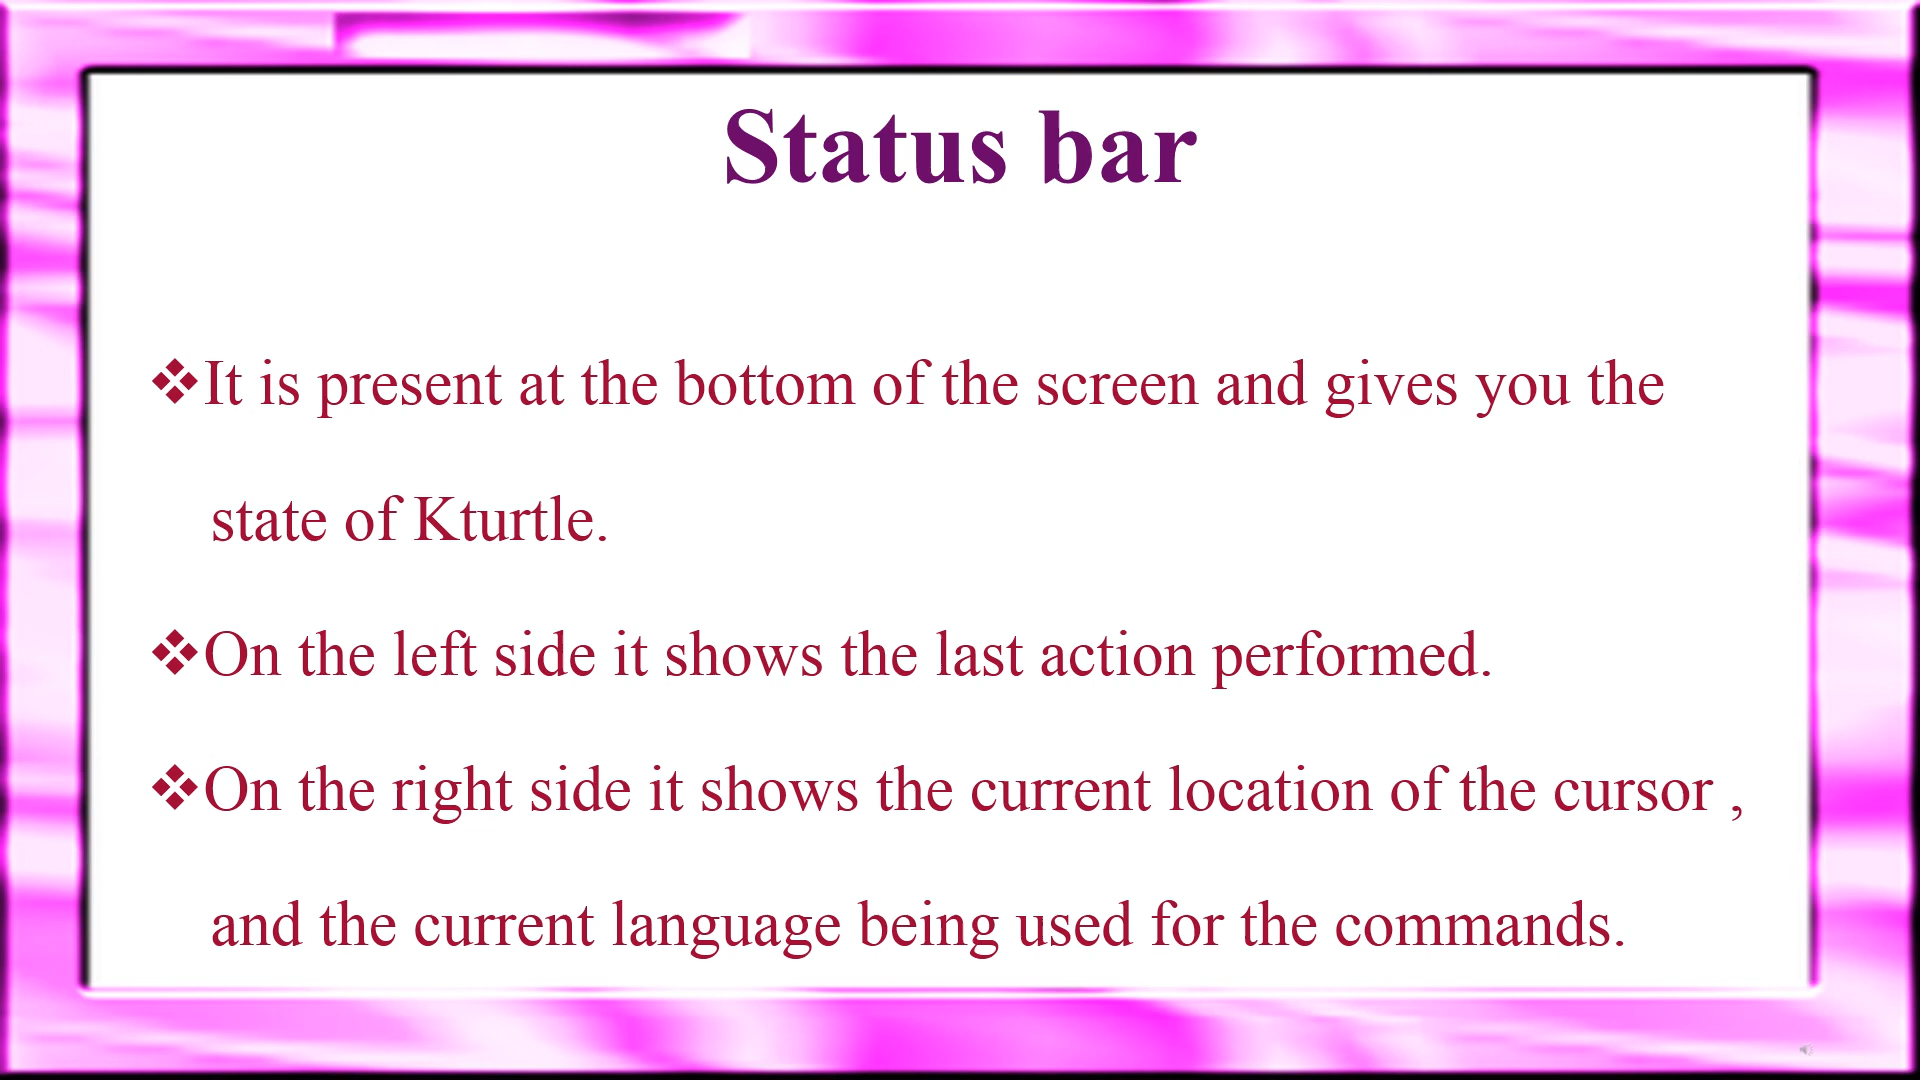 Status bar
❖It is present at the bottom of the screen and gives you the
state of Kturtle.
❖On the left side it shows the last action performed.
❖On the right side it shows the current location of the cursor ,
and the current language being used for the commands.